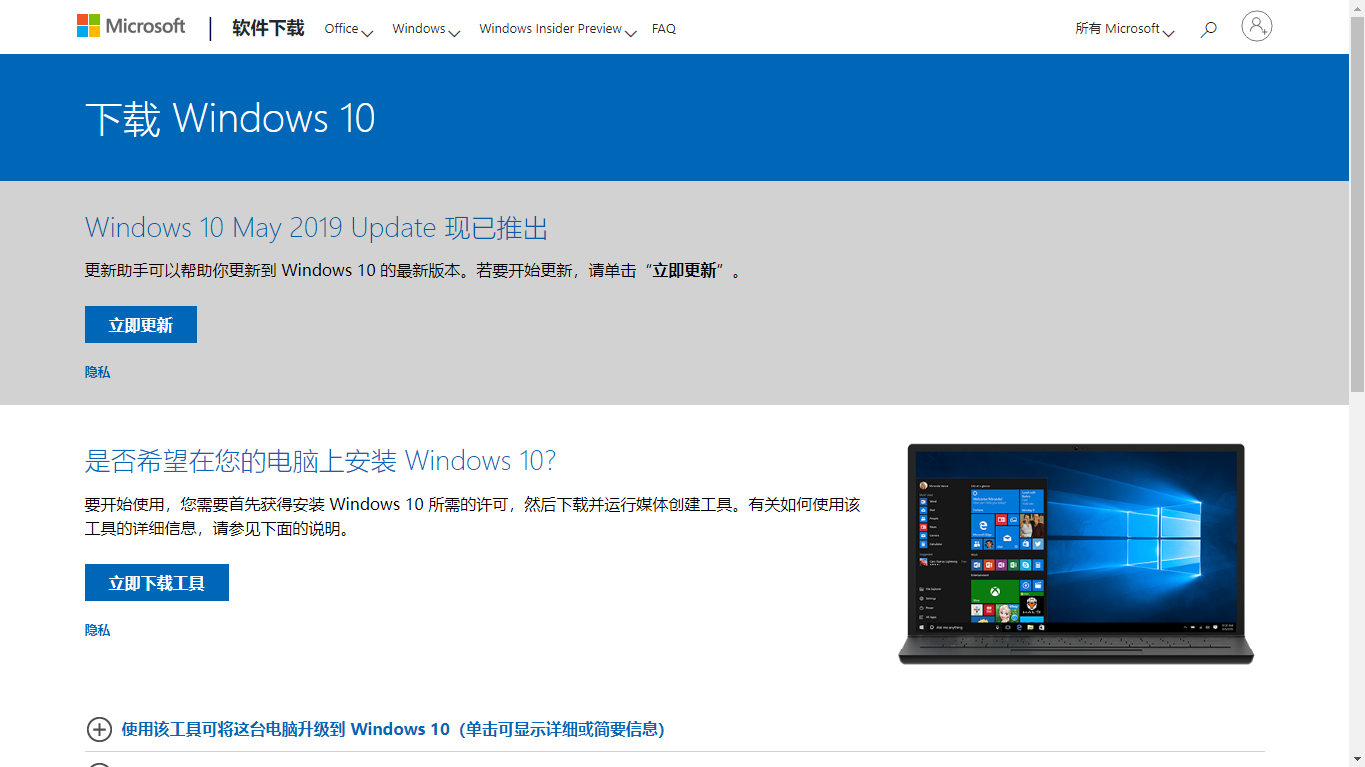 Microsoft
软件下载
Office
Windows
Windows Insider Preview
FAQ
所有 Microsoft
下载 Windows 10
Windows 10 May 2019 Update 现已推出
更新助手可以帮助你更新到 Windows 10 的最新版本。若要开始更新，请单击“立即更新”。
立即更新
隐私
是否希望在您的电脑上安装 Windows 10?
要开始使用，您需要首先获得安装 Windows 10 所需的许可，然后下载并运行媒体创建工具。有关如何使用该
工具的详细信息，请参见下面的说明。
立即下载工具
隐私
使用该工具可将这台电脑升级到 Windows 10（单击可显示详细或简要信息）